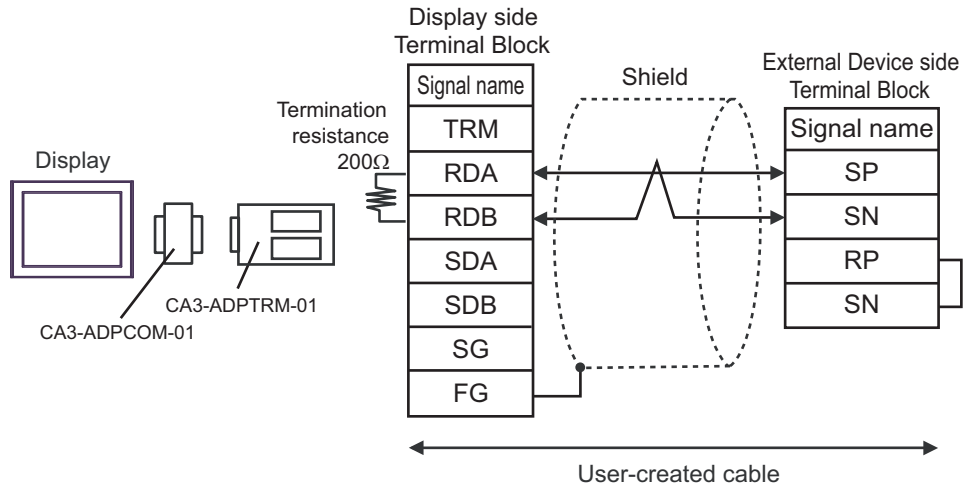 Display side
Terminal Block
Signal name
TRM
RDA
RDB
SDA
SDB
SG
FG
Termination
resistance
200Ω
Display
CA3-ADPTRM-01
CA3-ADPCOM-01
Shield
External Device side
Terminal Block
Signal name
SP
SN
RP
SN
User-created cable